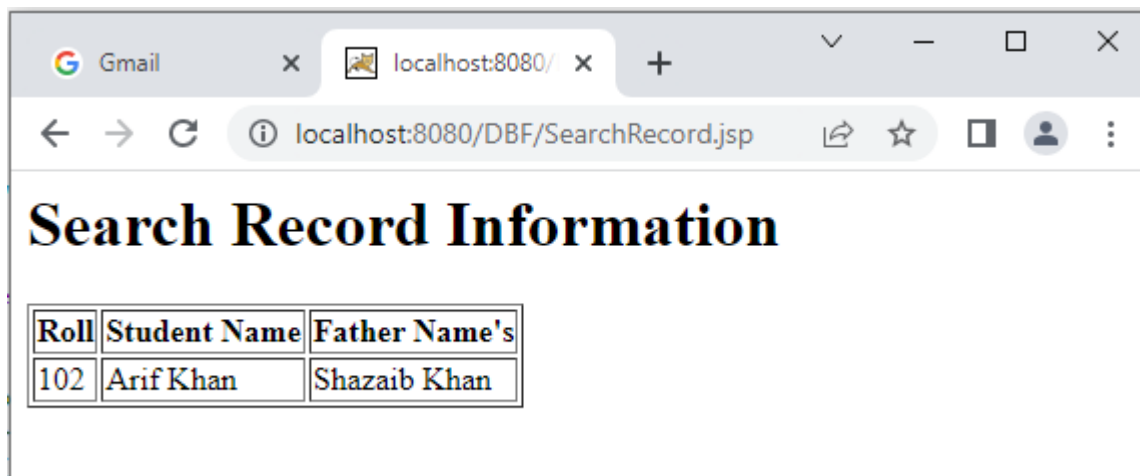 Gmail localhost:8080/
localhost:8080/DBF/SearchRecord.jsp
Search Record Information
Roll Student Name Father Name's
102 Arif Khan Shazaib Khan